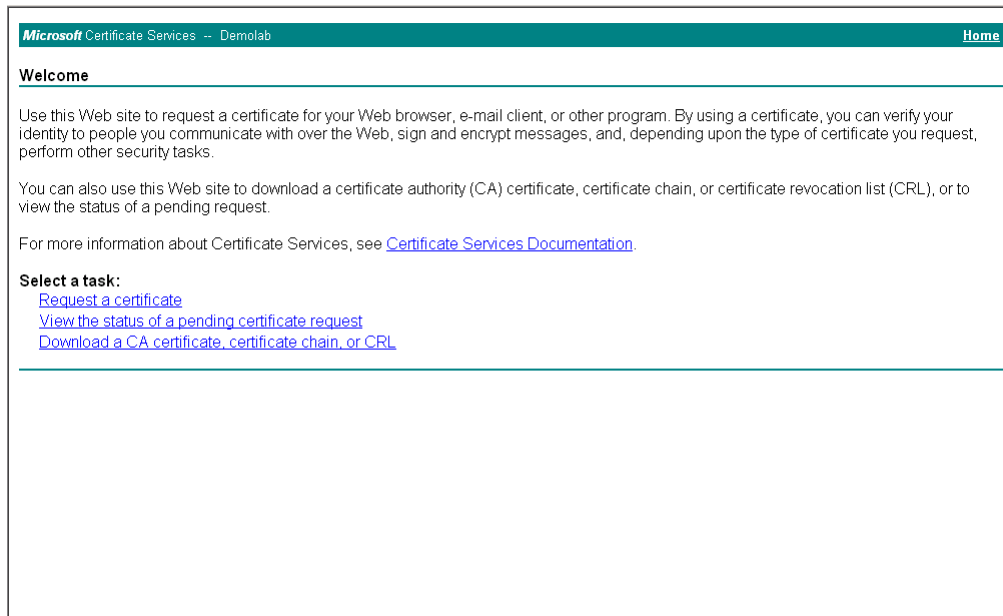 Microsoft Certificate Services -- Demolab Home
Welcome
Use this Web site to request a certificate for your Web browser, e-mail client, or other program. By using a certificate, you can verify your
identity to people you communicate with over the Web, sign and encrypt messages, and, depending upon the type of certificate you request,
perform other security tasks.
You can also use this Web site to download a certificate authority (CA) certificate, certificate chain, or certificate revocation list (CRL), or to
view the status of a pending request.
For more information about Certificate Services, see Certificate Services Documentation.
Select a task:
Request a certificate
View the status of a pending certificate request
Download a CA certificate, certificate chain, or CRL